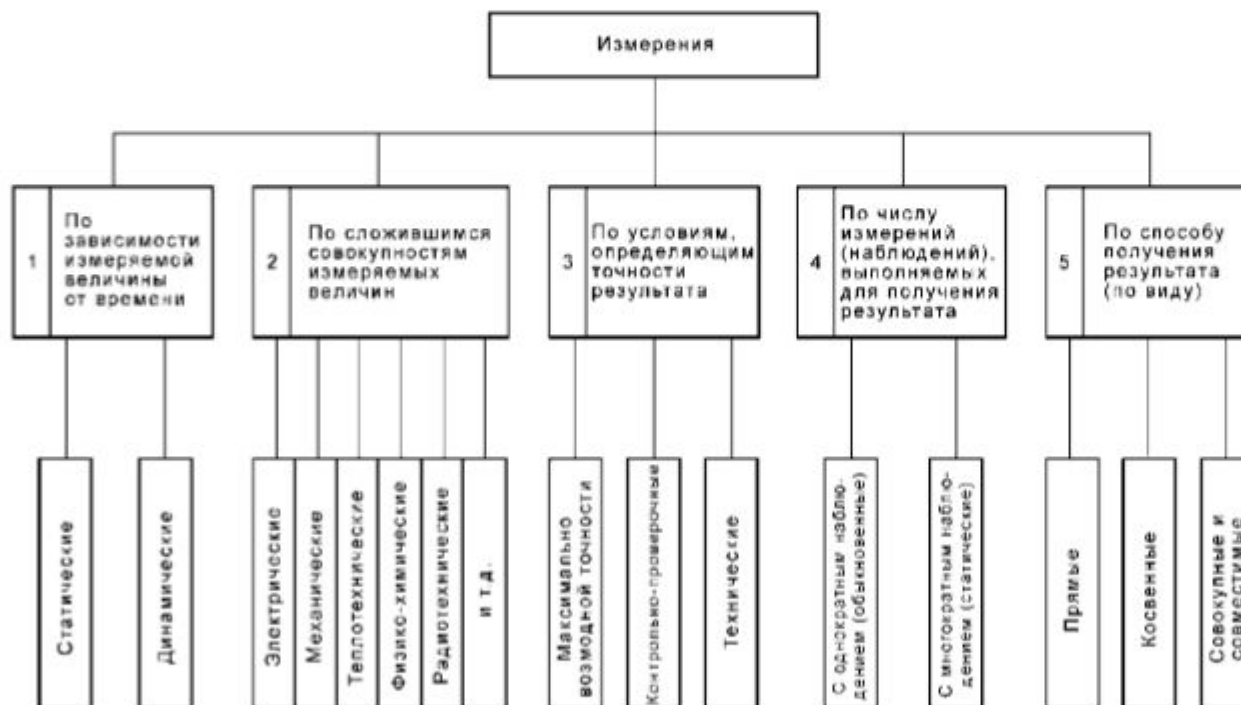 Измерения
1
По
зависимости
измеряемой
величины
от времени
2
По сложившимся
совокупностям
измеряемых
величин
3
По условиям,
определяющим
точности
результата
4
По числу
измерений
(наблюдений),
выполняемых
для получения
результата
5
По способу
получения
результата
(по виду)
Статические
Динамические
Электрические
Механические
Теплотехнические
Физико-химические
Радиотехнические
и т.д.
Максимально
возмодной точности
Контрольно-проверочные
Технические
С однократным наблю-
дением (обыкновенные)
С многократным наблю-
дением (статические)
Прямые
Косвенные
Совокупные и
совместимые